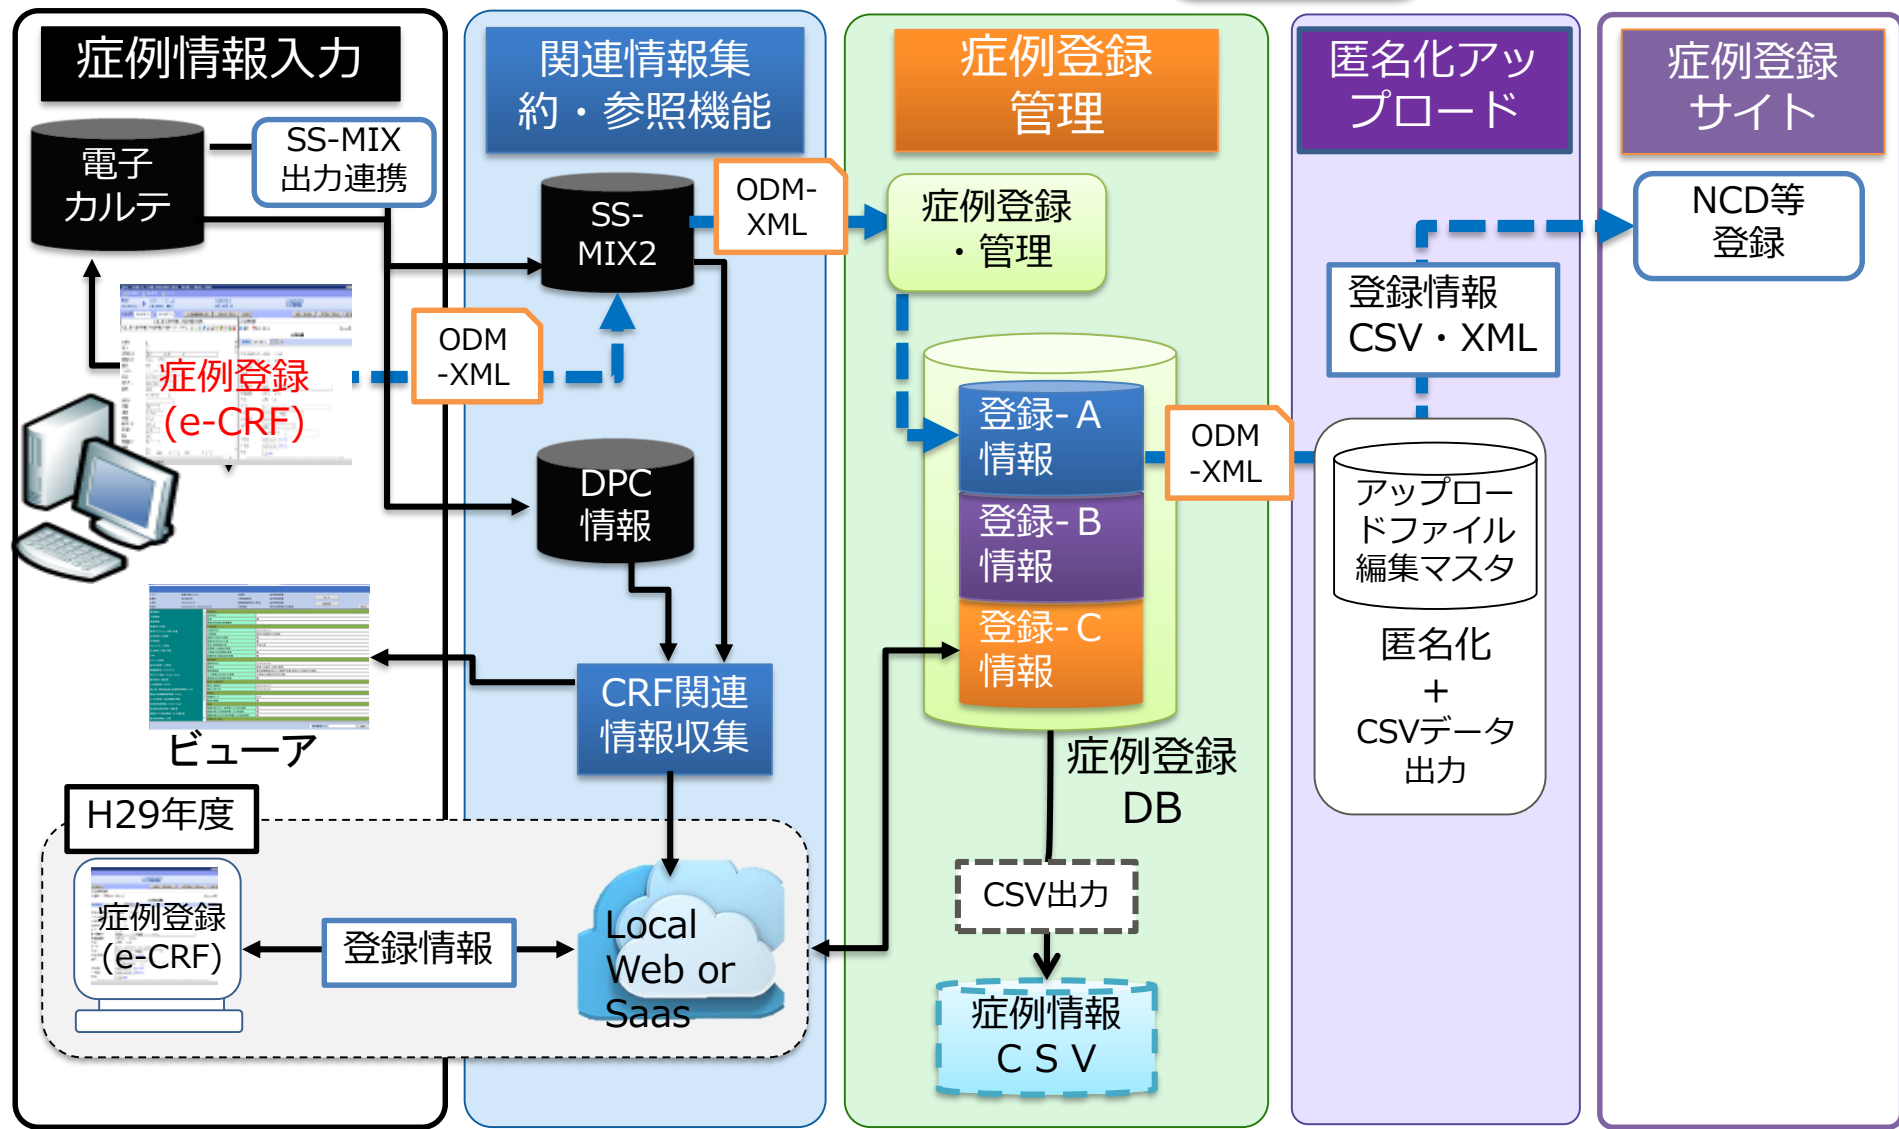 症例情報入力
電子
カルテ
SS-MIX
出力連携
症例登録
(e-CRF)
ODM
-XML
ビューア
H29年度
症例登録
(e-CRF)
登録情報
関連情報集
約・参照機能
SS-
MIX2
ODM-
XML
DPC
情報
CRF関連
情報収集
Local
Web or
Saas
症例登録
管理
症例登録
・管理
登録-A
情報
登録-B
情報
登録-C
情報
ODM
-XML
症例登録
DB
CSV出力
症例情報
CSV
匿名化アッ
プロード
登録情報
CSV・XML
アップロー
ドファイル
編集マスタ
匿名化
+
CSVデータ
出力
症例登録
サイト
NCD等
登録